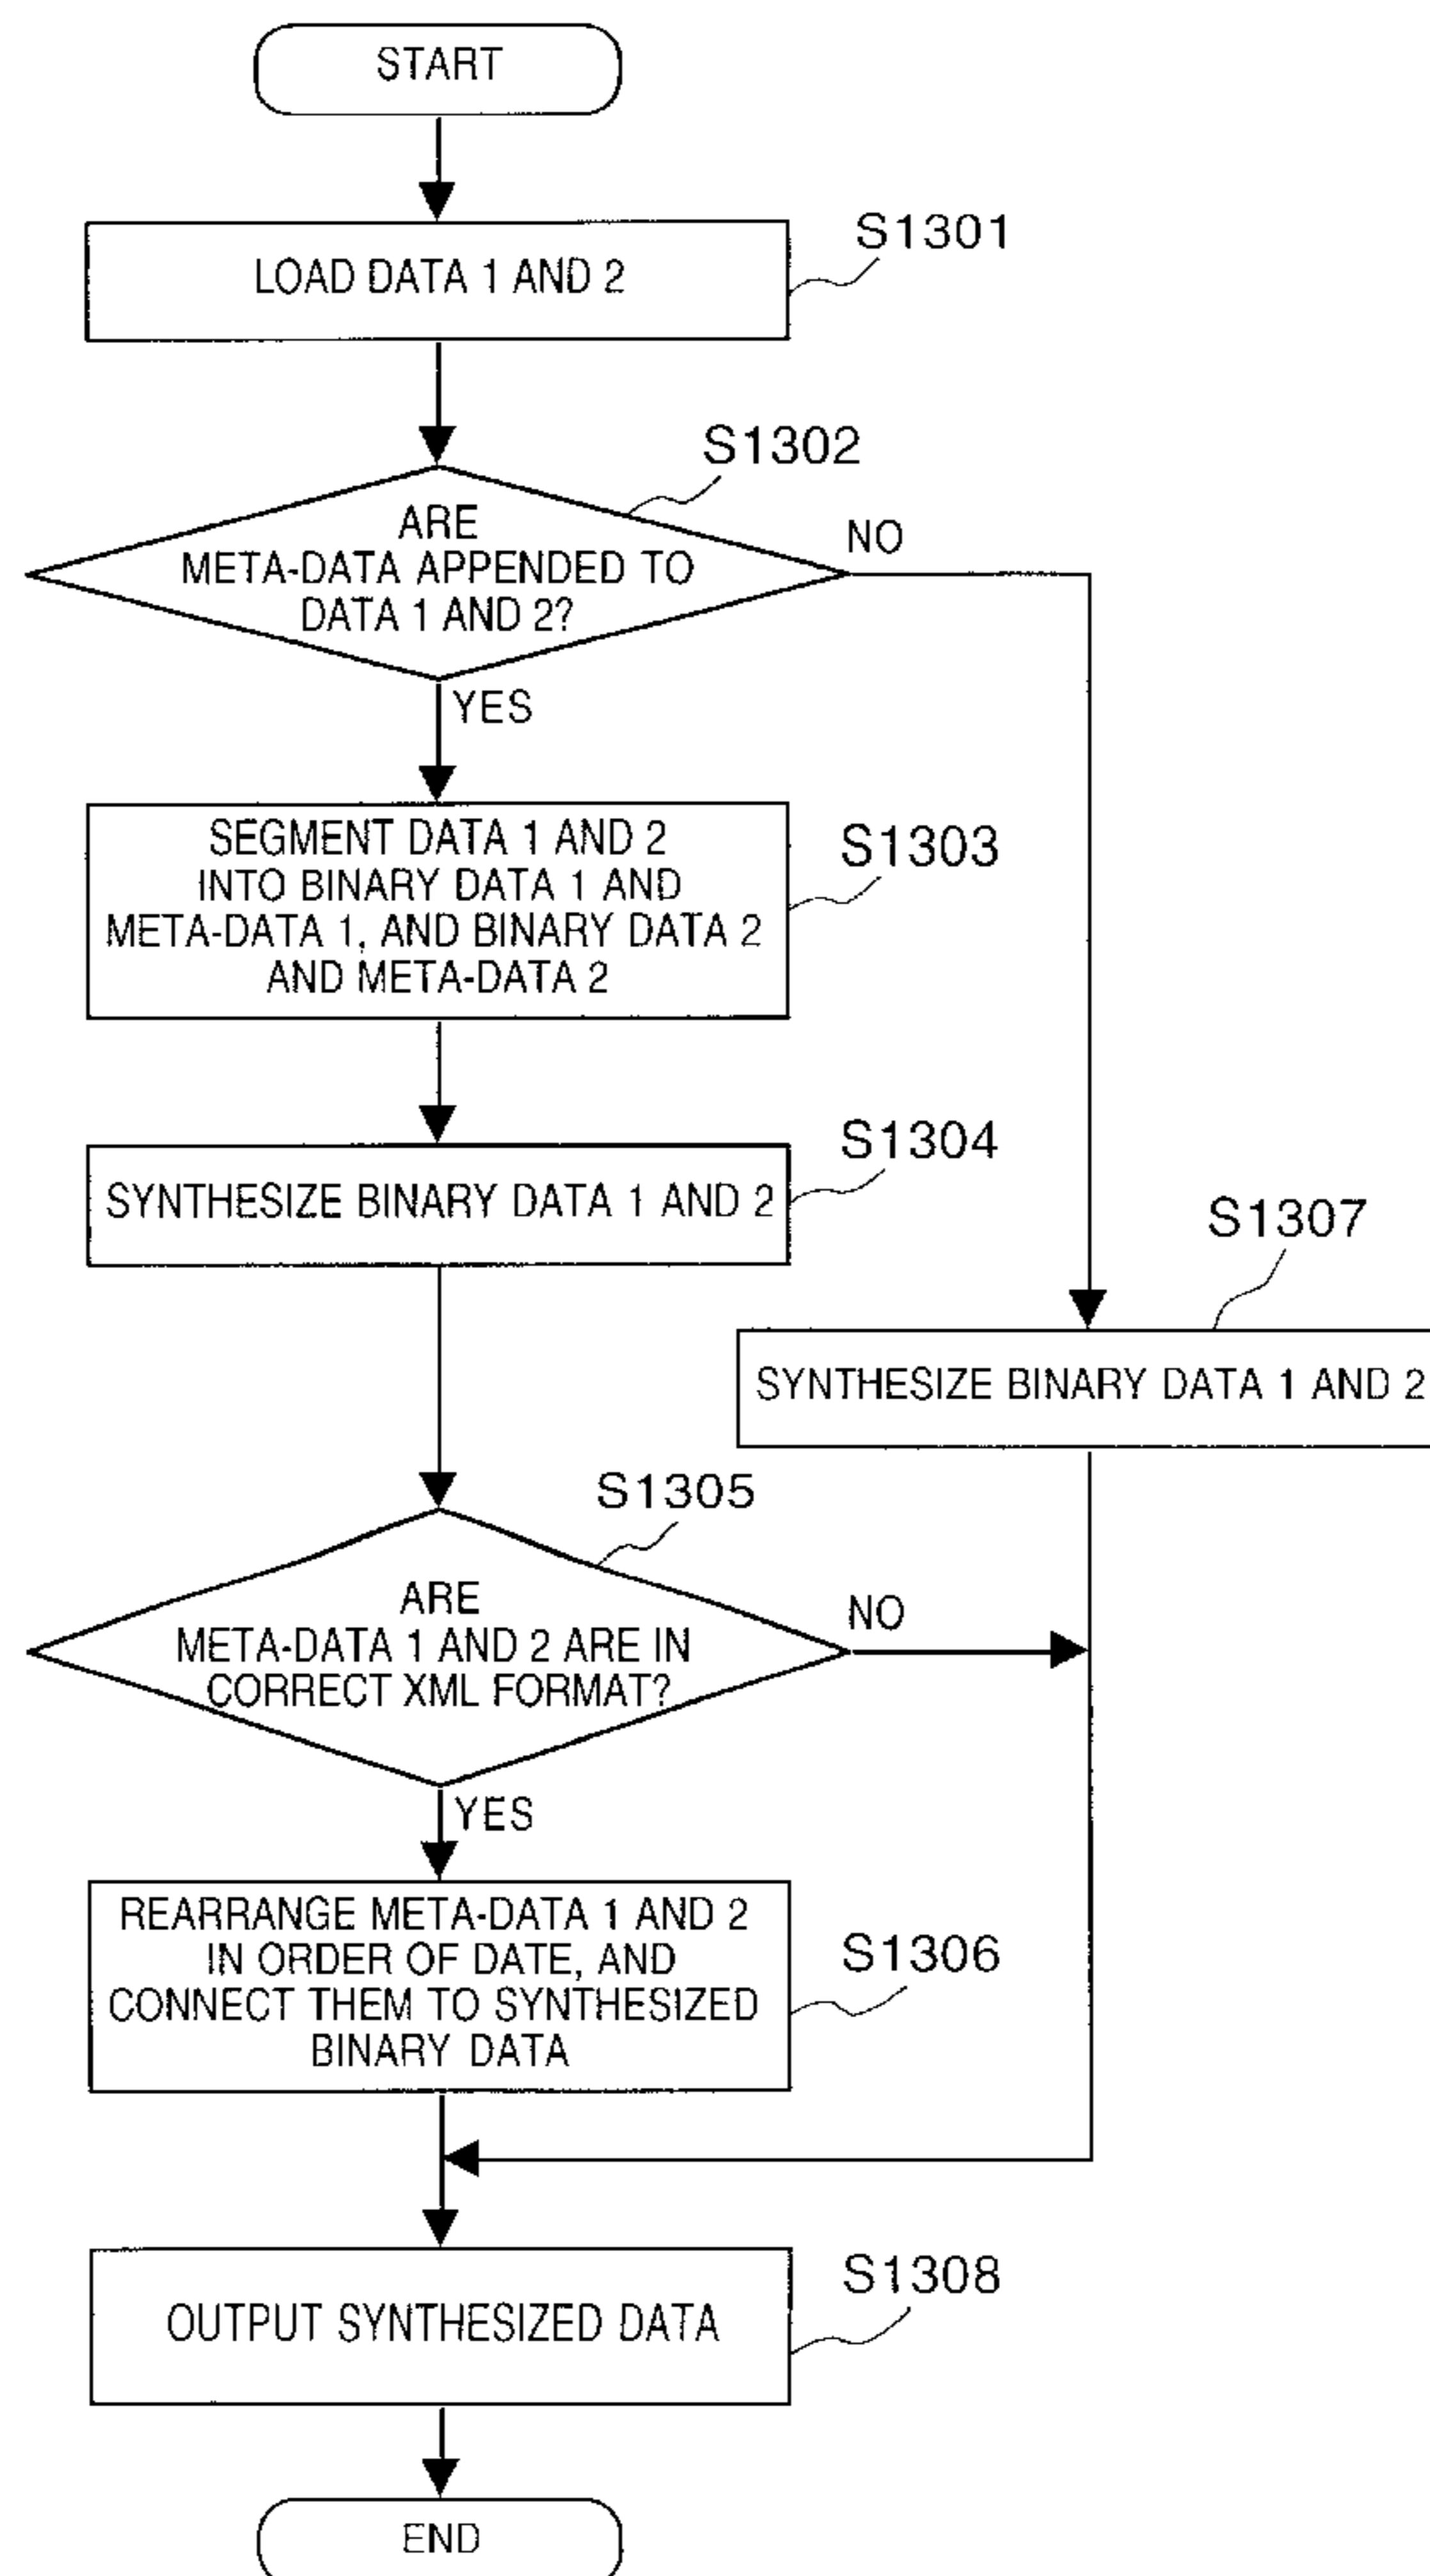 START
LOAD DATA 1 AND 2
S1301
S1302
ARE
META-DATA APPENDED TO
DATA 1 AND 2?
NO
YES
SEGMENT DATA 1 AND 2
INTO BINARY DATA 1 AND
META-DATA 1, AND BINARY DATA 2
AND META-DATA 2
S1303
SYNTHESIZE BINARY DATA 1 AND 2
S1304
S1307
SYNTHESIZE BINARY DATA 1 AND 2
S1305
ARE
META-DATA 1 AND 2 ARE IN
CORRECT XML FORMAT?
NO
YES
REARRANGE META-DATA 1 AND 2
IN ORDER OF DATE, AND
CONNECT THEM TO SYNTHESIZED
BINARY DATA
S1306
OUTPUT SYNTHESIZED DATA
S1308
END